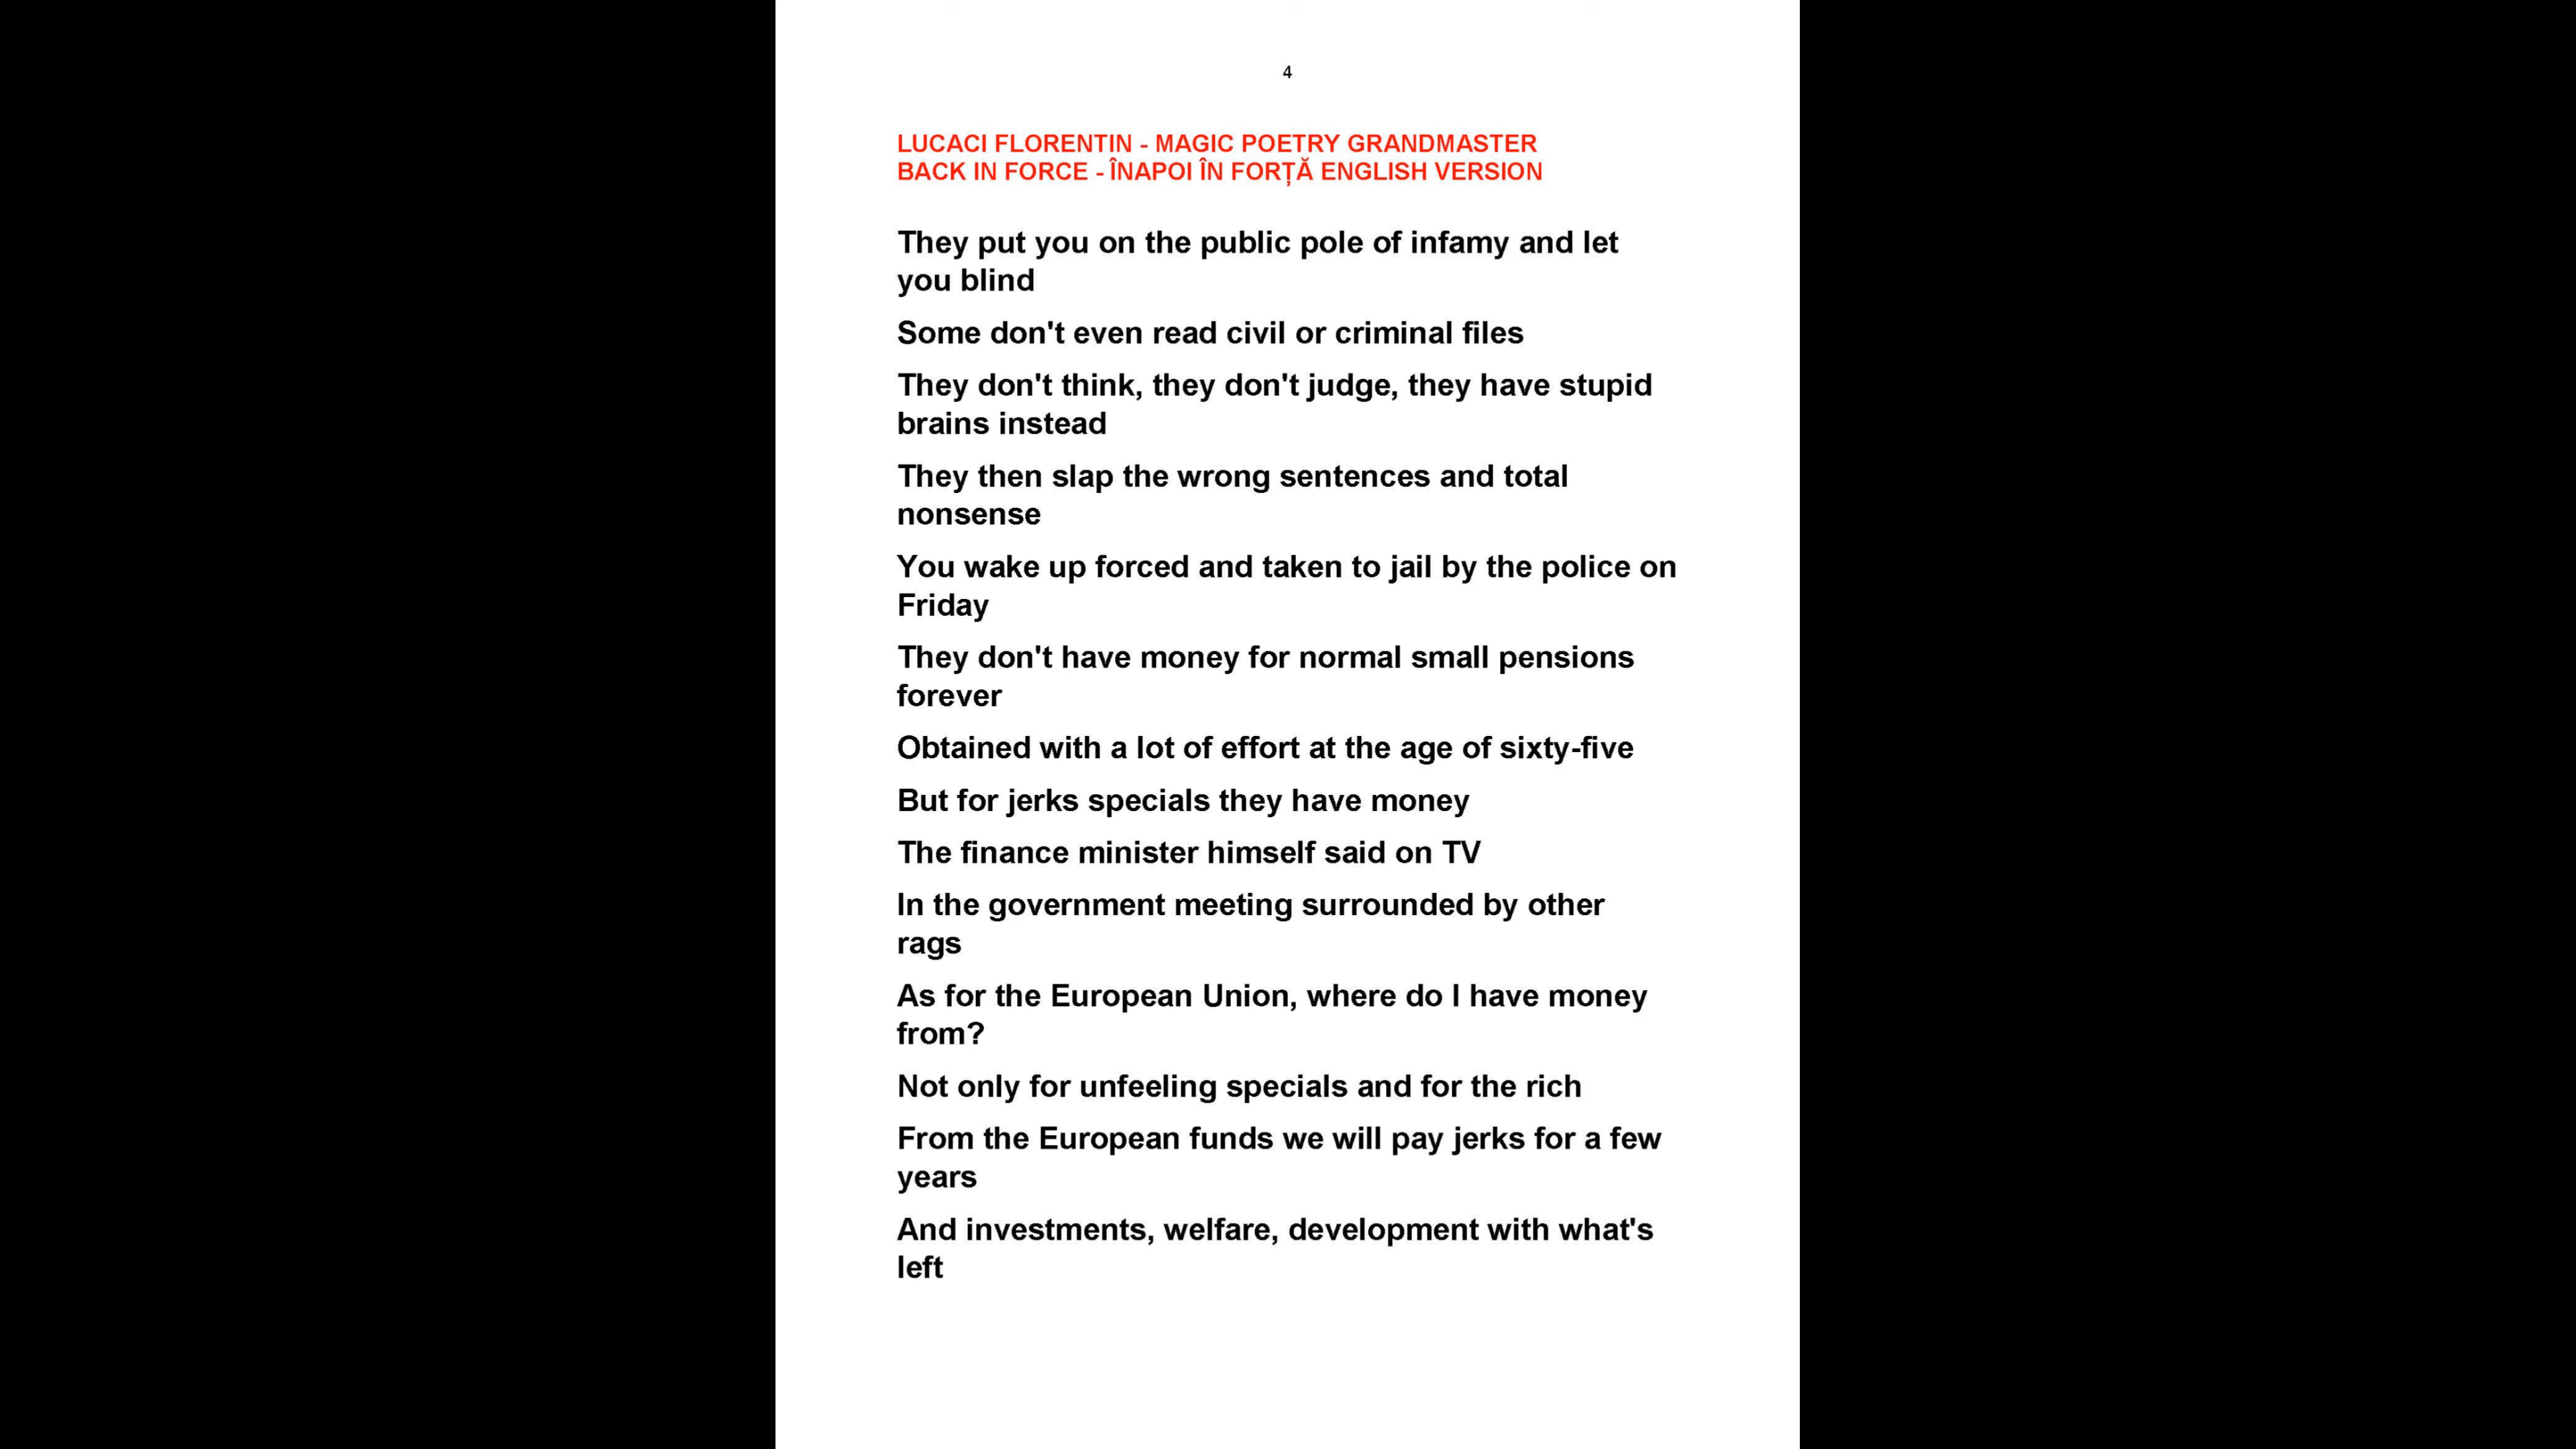 4
LUCACI FLORENTIN - MAGIC POETRY GRANDMASTER
BACK IN FORCE - ÎNAPOI ÎN FORȚĂ ENGLISH VERSION
They put you on the public pole of infamy and let
you blind
Some don't even read civil or criminal files
They don't think, they don't judge, they have stupid
brains instead
They then slap the wrong sentences and total
nonsense
You wake up forced and taken to jail by the police on
Friday
They don't have money for normal small pensions
forever
Obtained with a lot of effort at the age of sixty-five
But for jerks specials they have money
The finance minister himself said on TV
In the government meeting surrounded by other
rags
As for the European Union, where do I have money
from?
Not only for unfeeling specials and for the rich
From the European funds we will pay jerks for a few
years
And investments, welfare, development with what's
left